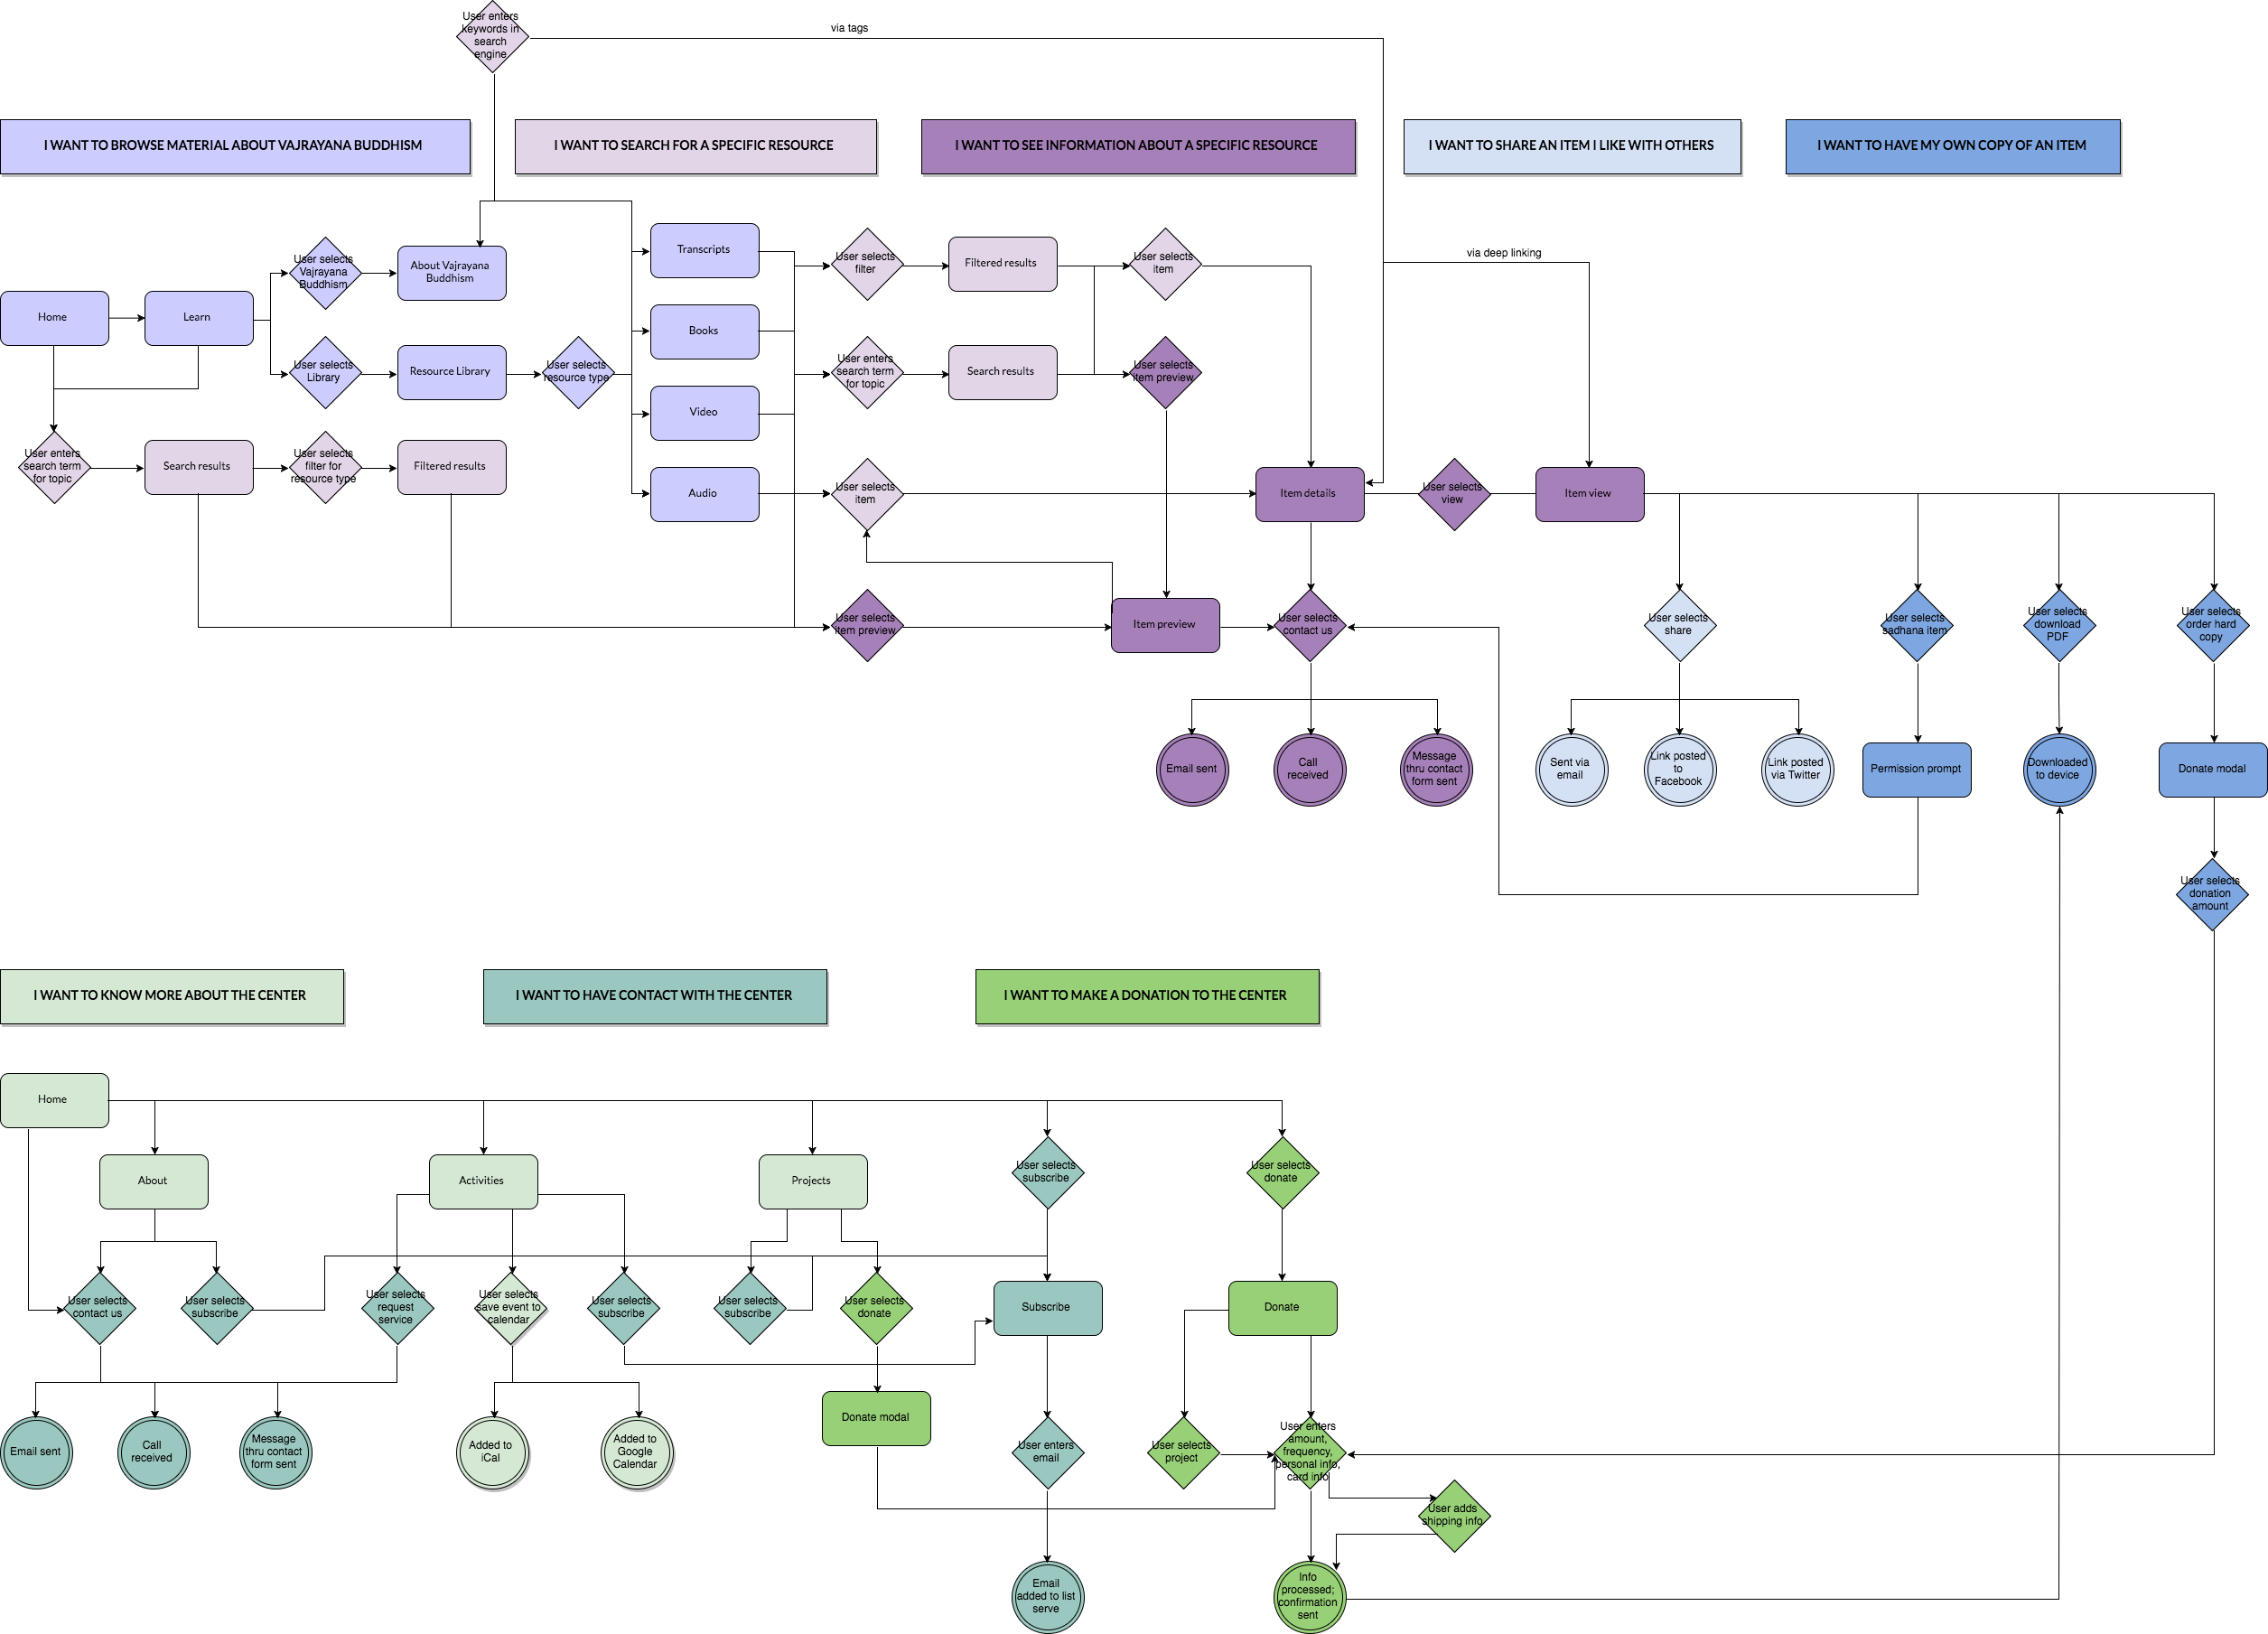 User enters
keywords in
search
engine
via tags
I WANT TO BROWSE MATERIAL ABOUT VAJRAYANA BUDDHISM
I WANT TO SEARCH FOR A SPECIFIC RESOURCE
I WANT TO SEE INFORMATION ABOUT A SPECIFIC RESOURCE
I WANT TO SHARE AN ITEM I LIKE WITH OTHERS
I WANT TO HAVE MY OWN COPY OF AN ITEM
User selects
Vajrayana
Buddhism
About Vajrayana
Buddhism
Transcripts
User selects
filter
Filtered results
User selects
item
via deep linking
Home
Learn
Books
User selects
Library
Resource Library
User selects
resource type
User enters
search term
for topic
Search results
User selects
item preview
Video
User enters
search term
for topic
Search results
User selects
filter for
resource type
Filtered results
Audio
User selects
item
Item details
User selects
view
Item view
User selects
item preview
Item preview
User selects
contact us
User selects
share
User selects
sadhana item
User selects
download
PDF
User selects
order hard
copy
Email sent
Call
received
Message
thru contact
form sent
Sent via
email
Link posted
to
Facebook
Link posted
via Twitter
Permission prompt
Downloaded
to device
Donate modal
User selects
donation
amount
I WANT TO KNOW MORE ABOUT THE CENTER
I WANT TO HAVE CONTACT WITH THE CENTER
I WANT TO MAKE A DONATION TO THE CENTER
Home
About
Activities
Projects
User selects
subscribe
User selects
donate
User selects
contact us
User selects
subscribe
User selects
request
service
User selects
save event to
calendar
User selects
subscribe
User selects
subscribe
User selects
donate
Subscribe
Donate
Donate modal
Email sent
Call
received
Message
thru contact
form sent
Added to
iCal
Added to
Google
Calendar
User enters
email
User selects
project
User enters
amount,
frequency,
personal info,
card info
User adds
shipping info
Email
added to list
serve
Info
processed;
confirmation
sent